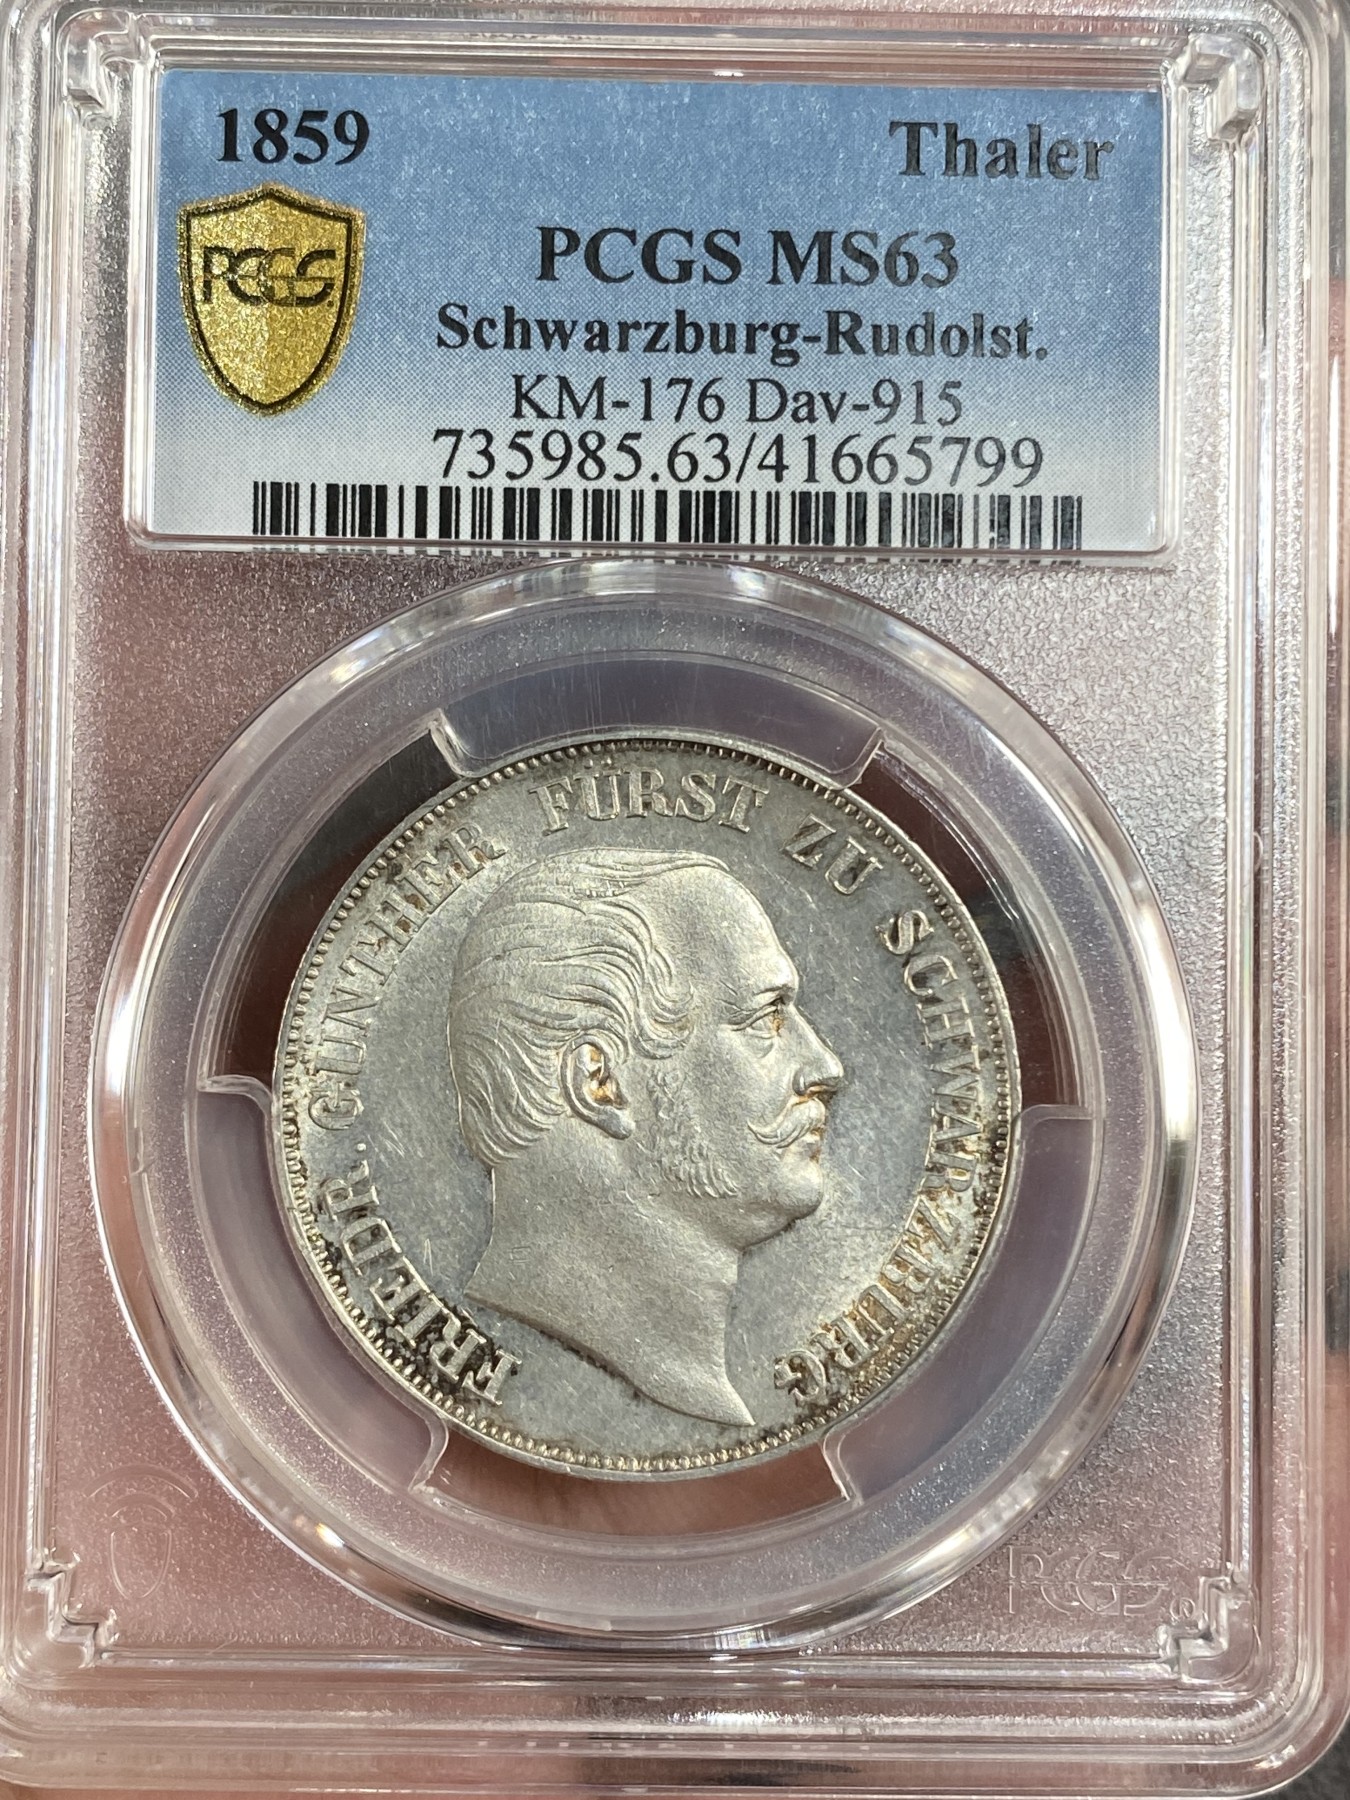 1859 Thaler
PCGS
PCGS MS63
Schwarzburg-Rudolst.
KM-176 Dav-915
735985.63/41665799
FRIEDR. GÜNTHER FÜRST ZU SCHWARZBURG
PCGS